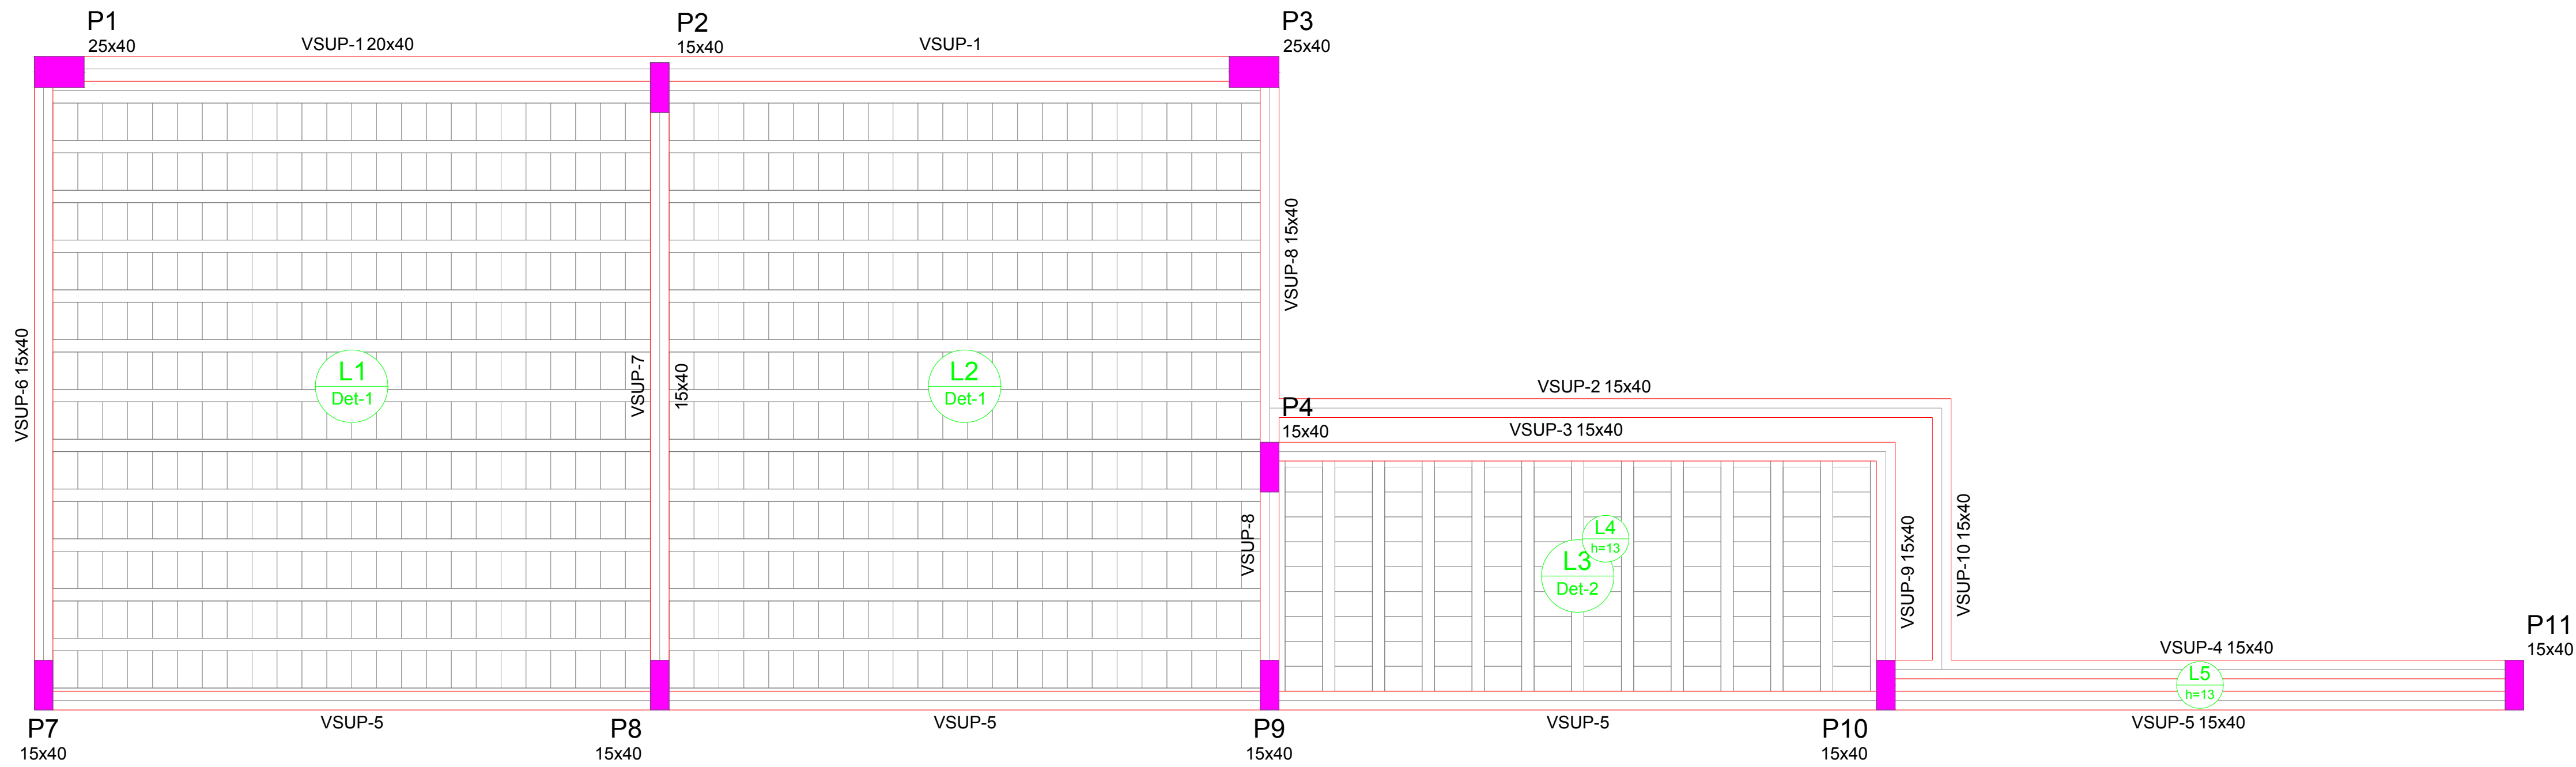 P1
25x40
VSUP-1 20x40
P2
15x40
VSUP-1
P3
25x40
VSUP-6 15x40
L1
Det-1
VSUP-7
15x40
L2
Det-1
VSUP-8 15x40
VSUP-2 15x40
P4
15x40
VSUP-3 15x40
VSUP-8
L4
h=13
L3
Det-2
VSUP-9 15x40
VSUP-10 15x40
P11
15x40
VSUP-4 15x40
L5
h=13
P7
15x40
VSUP-5
P8
15x40
VSUP-5
P9
15x40
VSUP-5
P10
15x40
VSUP-5 15x40